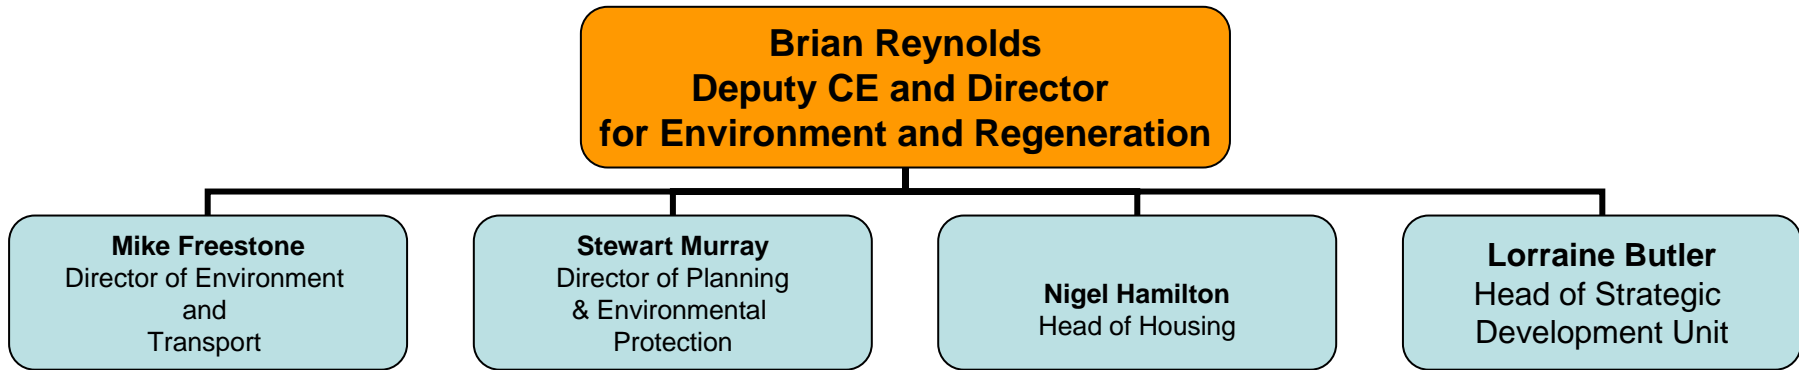 Brian Reynolds
Deputy CE and Director
for Environment and Regeneration
Mike Freestone
Director of Environment
and
Transport
Stewart Murray
Director of Planning
& Environmental
Protection
Nigel Hamilton
Head of Housing
Lorraine Butler
Head of Strategic
Development Unit